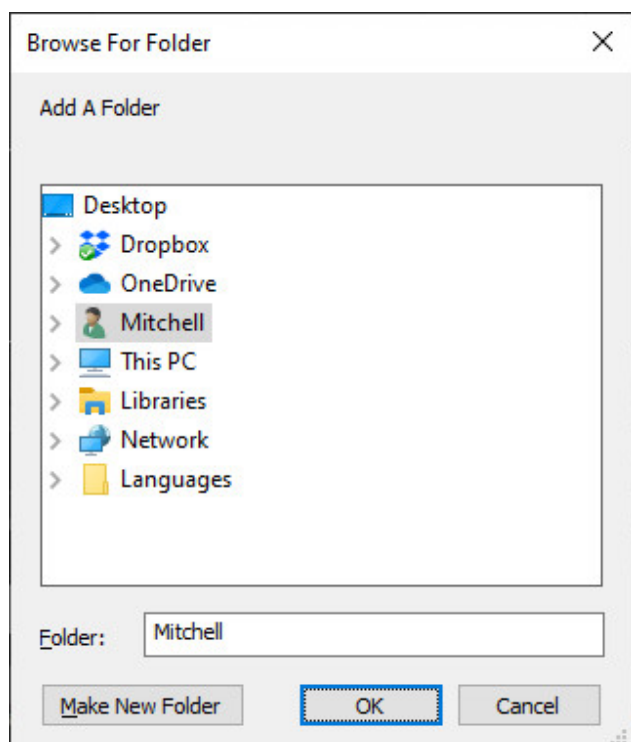 Browse For Folder
Add A Folder
Desktop
Dropbox
OneDrive
Mitchell
This PC
Libraries
Network
Languages
Folder: Mitchell
Make New Folder OK Cancel